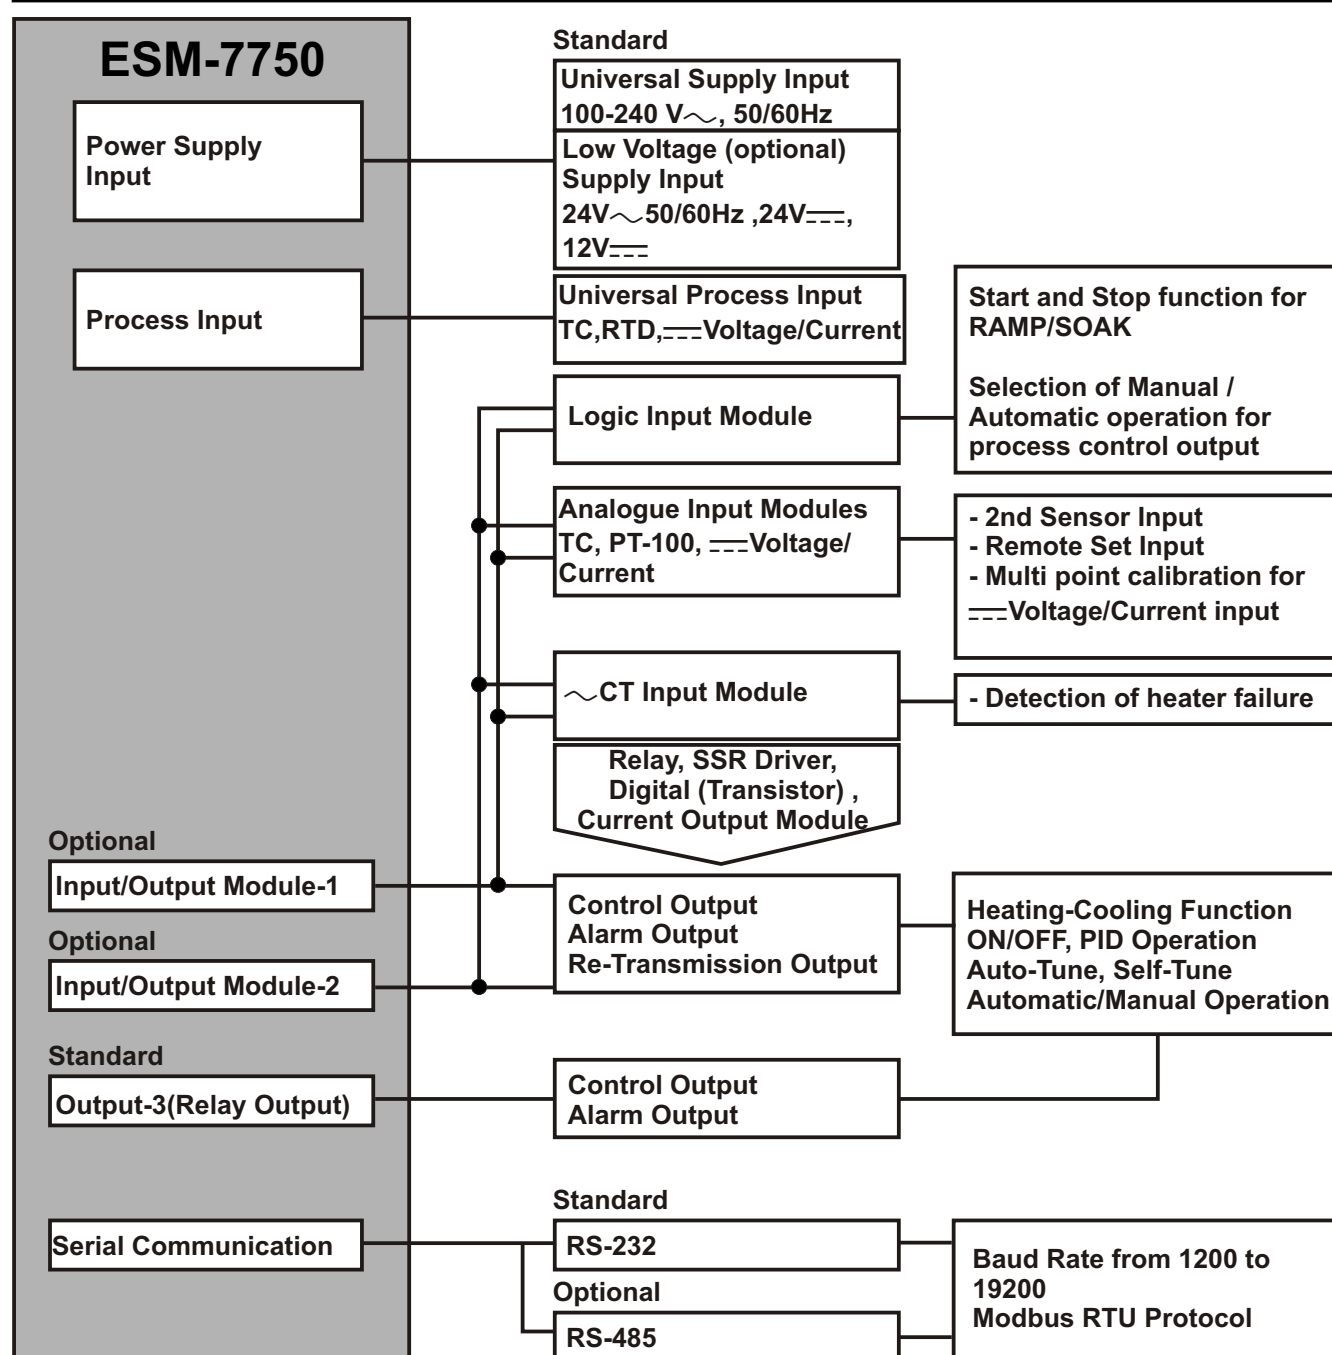 ESM-7750
Power Supply
Input
Process Input
Optional
Input/Output Module-1
Optional
Input/Output Module-2
Standard
Output-3(Relay Output)
Serial Communication
Standard
Universal Supply Input
100-240 V⏦, 50/60Hz
Low Voltage (optional)
Supply Input
24V⏦50/60Hz ,24V⎓,
12V⎓
Universal Process Input
TC,RTD,⎓Voltage/Current
Logic Input Module
Start and Stop function for
RAMP/SOAK
Selection of Manual /
Automatic operation for
process control output
Analogue Input Modules
TC, PT-100, ⎓Voltage/
Current
- 2nd Sensor Input
- Remote Set Input
- Multi point calibration for
⎓Voltage/Current input
⏦CT Input Module
- Detection of heater failure
Relay, SSR Driver,
Digital (Transistor) ,
Current Output Module
Control Output
Alarm Output
Re-Transmission Output
Heating-Cooling Function
ON/OFF, PID Operation
Auto-Tune, Self-Tune
Automatic/Manual Operation
Control Output
Alarm Output
Standard
RS-232
Optional
RS-485
Baud Rate from 1200 to
19200
Modbus RTU Protocol